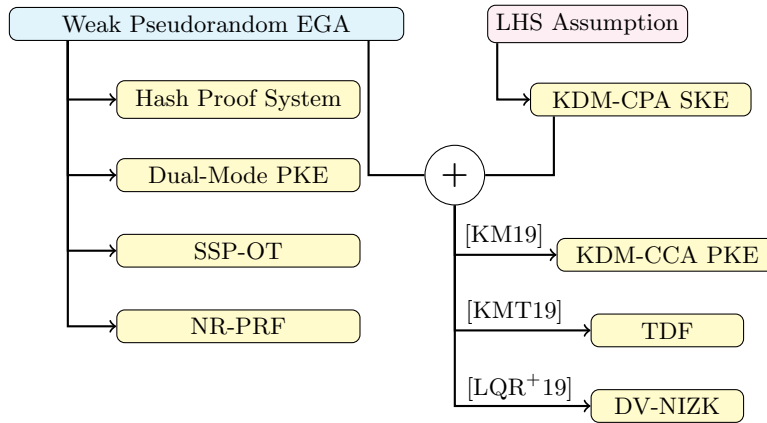 Weak Pseudorandom EGA
LHS Assumption
Hash Proof System
KDM-CPA SKE
Dual-Mode PKE
+
SSP-OT
[KM19]
KDM-CCA PKE
NR-PRF
[KMT19]
TDF
[LQR+19]
DV-NIZK